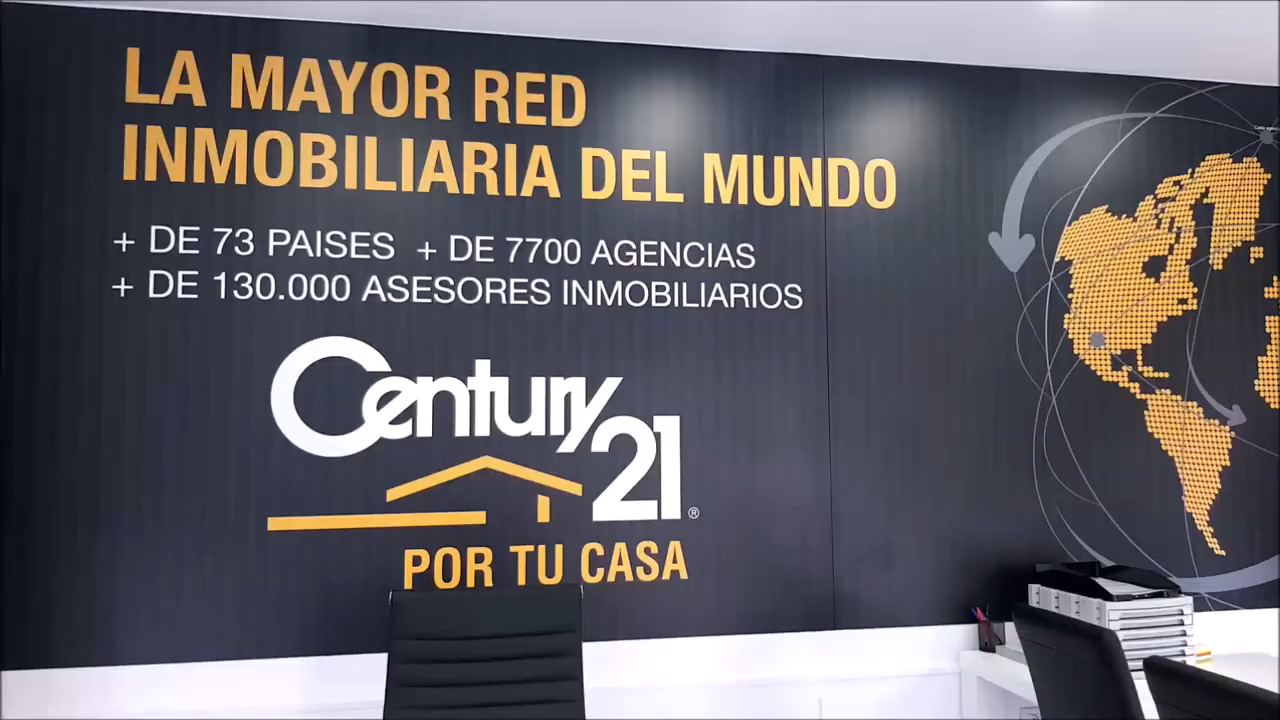 LA MAYOR RED
INMOBILIARIA DEL MUNDO
+ DE 73 PAISES + DE 7700 AGENCIAS
+ DE 130.000 ASESORES INMOBILIARIOS
Century
21®
POR TU CASA